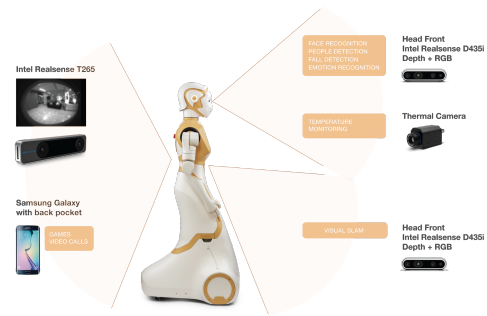 Intel Realsense T265
Samsung Galaxy
with back pocket
GAMES
VIDEO CALLS
FACE RECOGNITION
PEOPLE DETECTION
FALL DETECTION
EMOTION RECOGNITION
Head Front
Intel Realsense D435i
Depth + RGB
TEMPERATURE
MONITORING
Thermal Camera
VISUAL SLAM
Head Front
Intel Realsense D435i
Depth + RGB